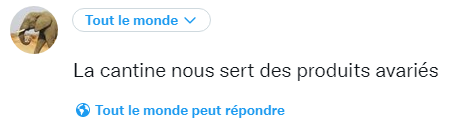 Tout le monde
La cantine nous sert des produits avariés
Tout le monde peut répondre